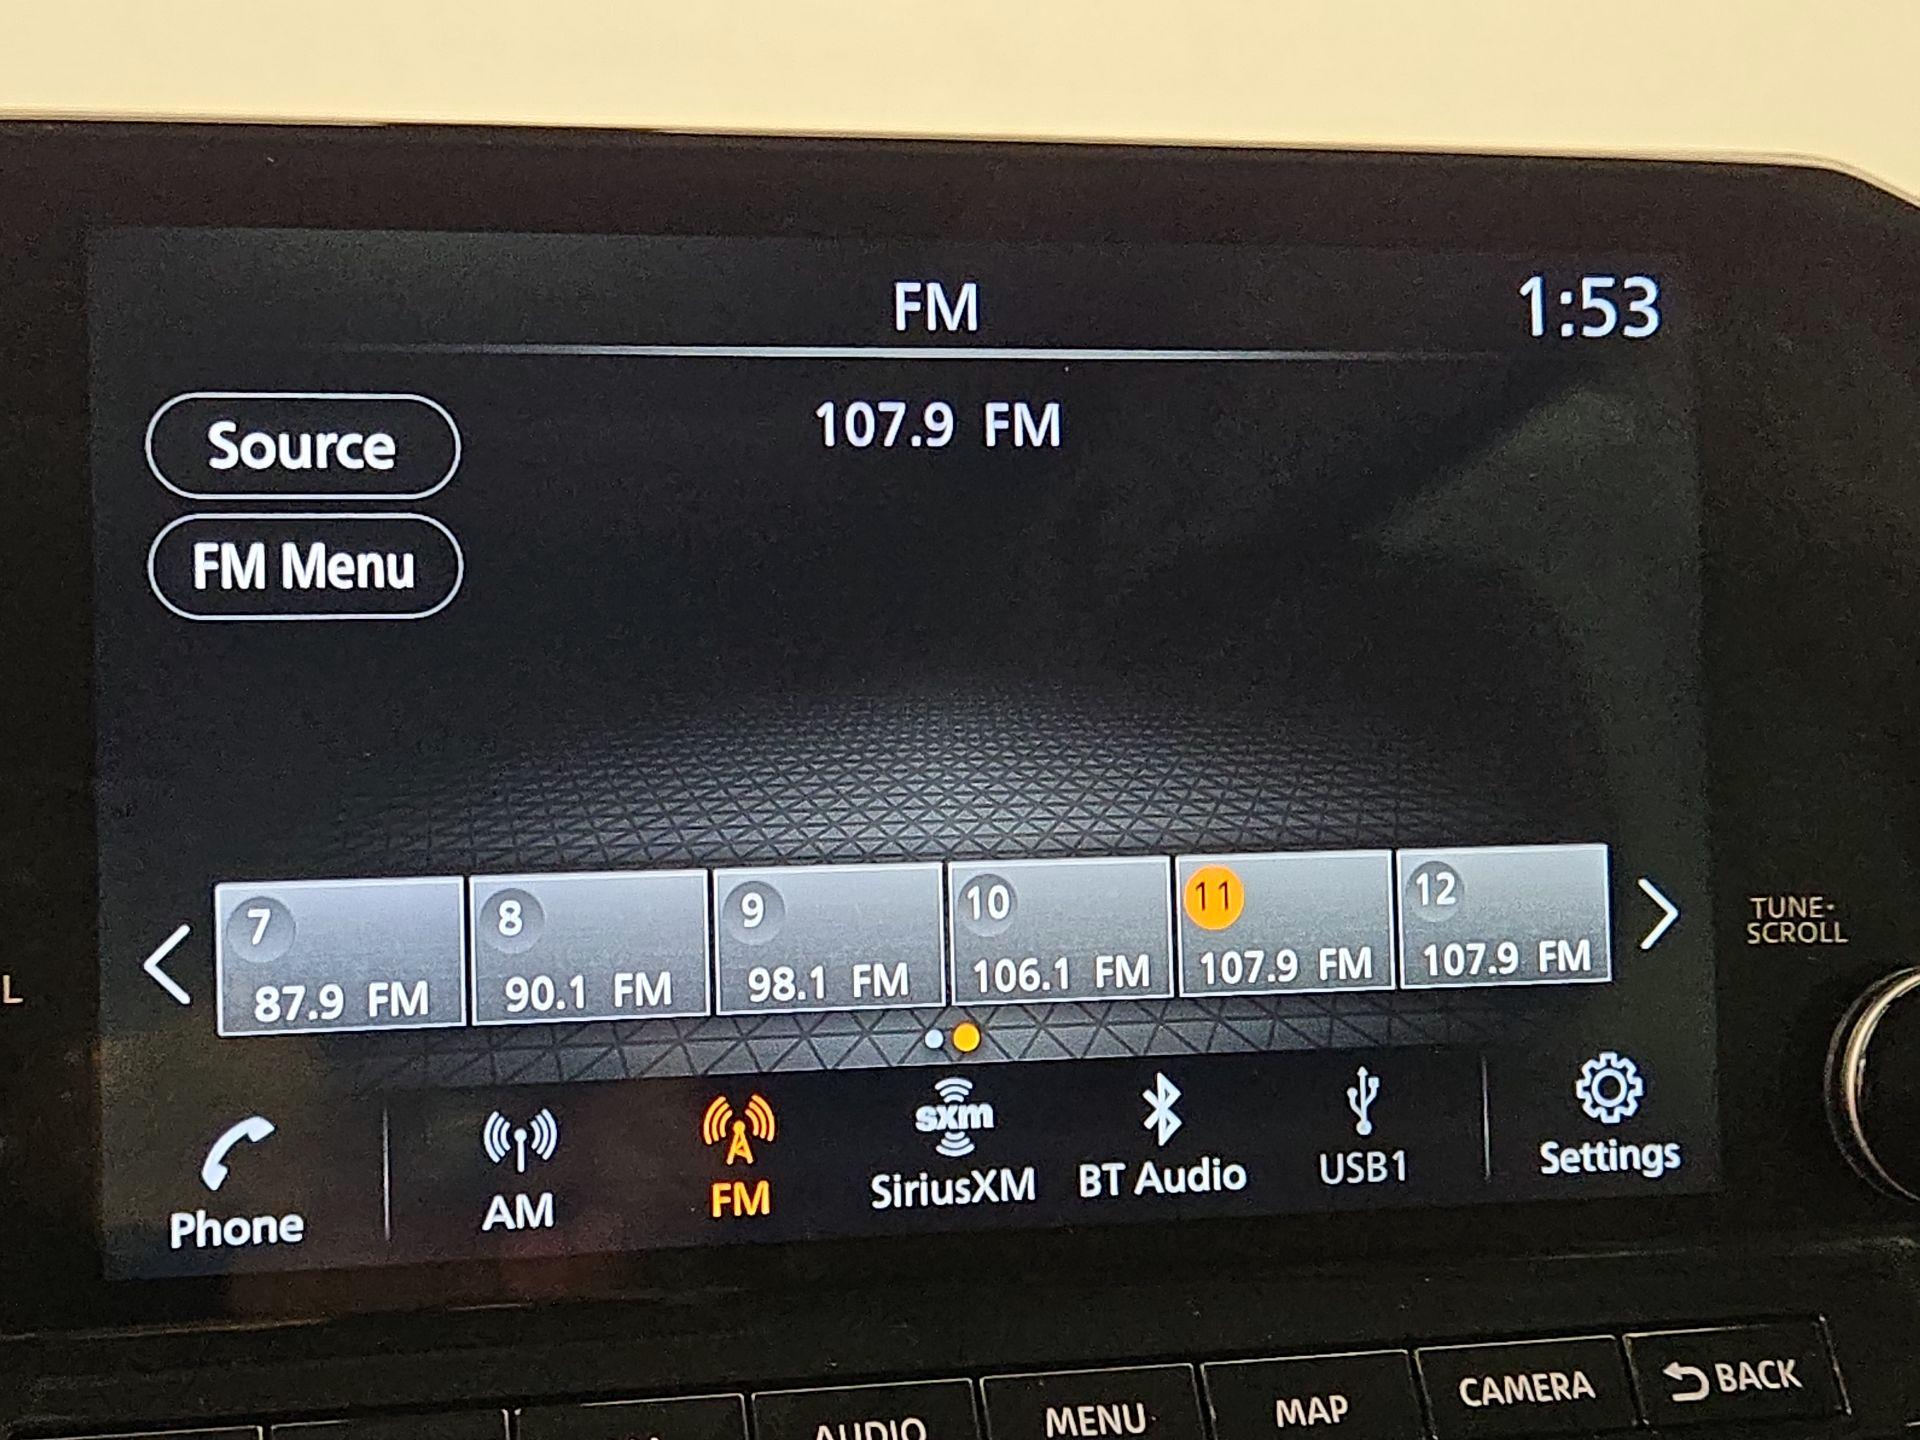 FM
1:53
107.9 FM
Source
FM Menu
7
8
9
10
11
12
87.9 FM
90.1 FM
98.1 FM
106.1 FM
107.9 FM
107.9 FM
TUNE·
SCROLL
L
sxm
Phone
AM
FM
SiriusXM
BT Audio
USB1
Settings
AUDIO
MENU
MAP
CAMERA
BACK